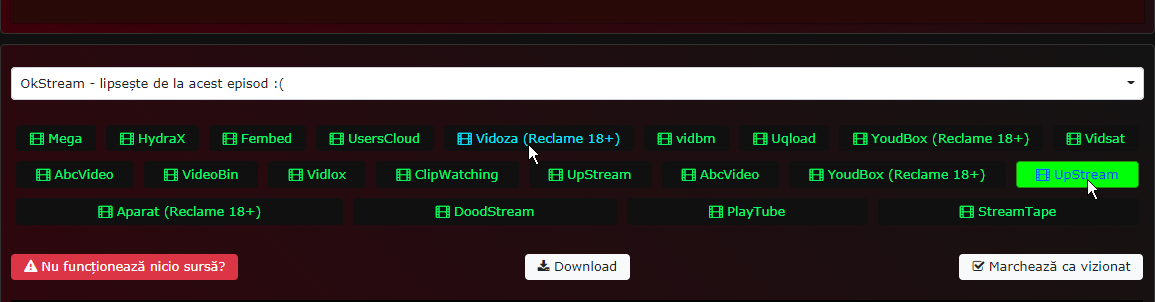 OkStream - lipsește de la acest episod :(
Mega HydraX Fembed UsersCloud Vidoza (Reclame 18+) vidbm Uqload YoudBox (Reclame 18+) Vidsat
AbcVideo VideoBin Vidlox ClipWatching UpStream AbcVideo YoudBox (Reclame 18+) UpStream
Aparat (Reclame 18+) DoodStream PlayTube StreamTape
Nu funcționează nicio sursă? Download Marchează ca vizionat